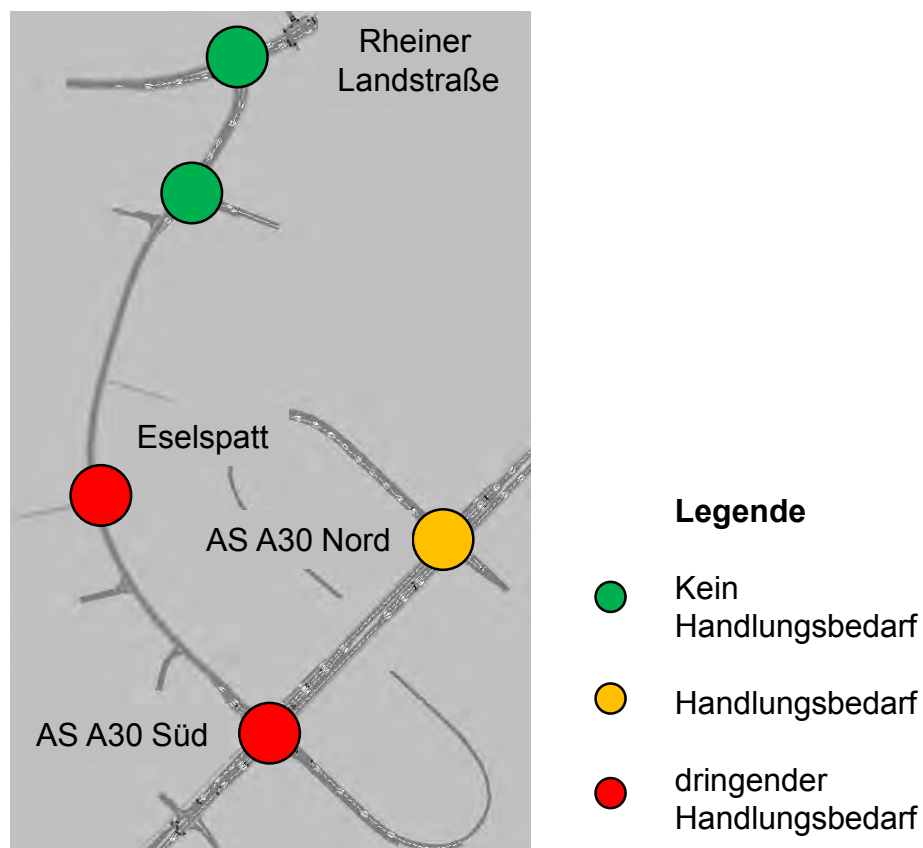 Rheiner
Landstraße
Eselspatt
AS A30 Nord
AS A30 Süd
Legende
Kein
Handlungsbedarf
Handlungsbedarf
dringender
Handlungsbedarf